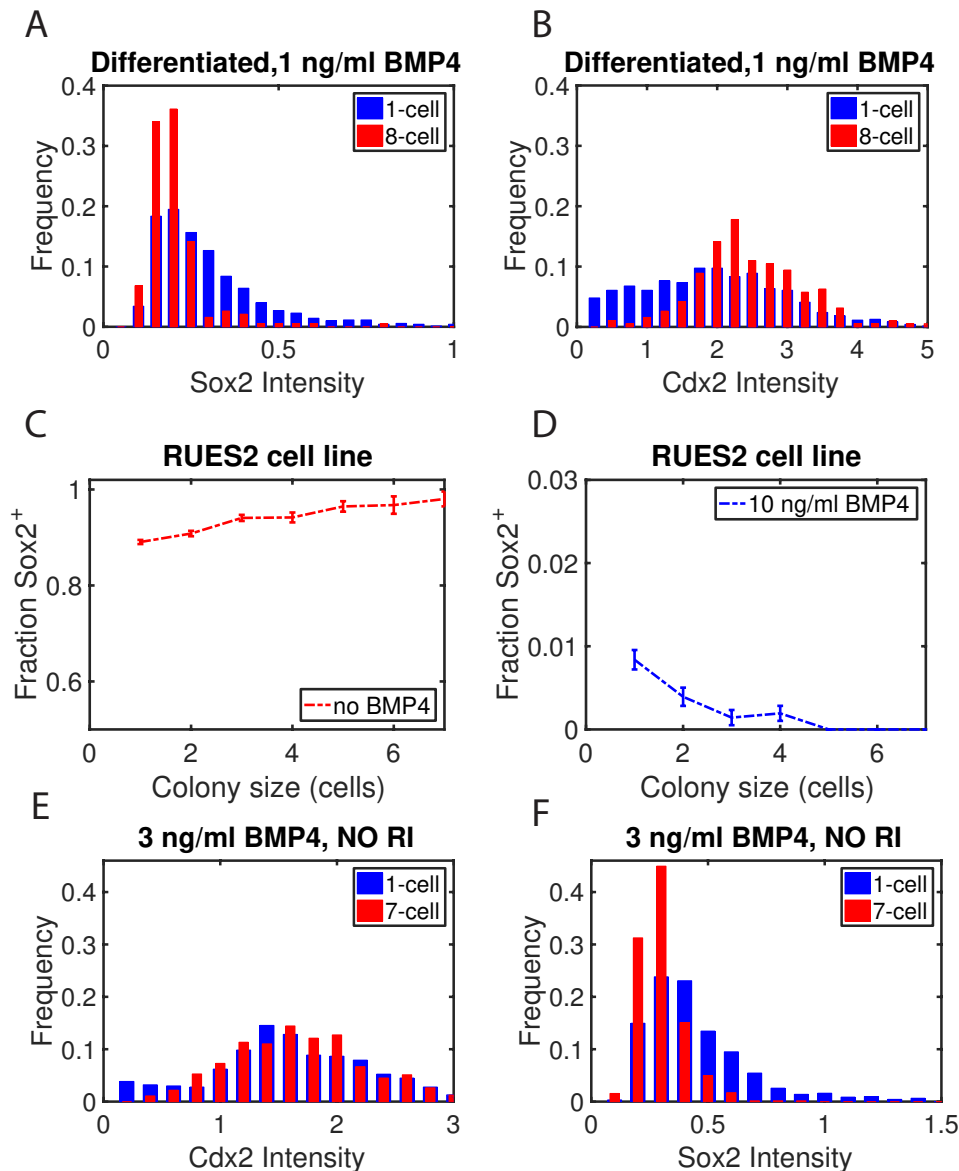 A
Differentiated,1 ng/ml BMP4
0.4
0.3
0.2
0.1
0
Frequency
1-cell
8-cell
0 0.5 1
Sox2 Intensity
B
Differentiated,1 ng/ml BMP4
0.4
0.3
0.2
0.1
0
Frequency
1-cell
8-cell
0 1 2 3 4 5
Cdx2 Intensity
C
RUES2 cell line
1
0.8
0.6
Fraction Sox2+
no BMP4
0 2 4 6
Colony size (cells)
D
RUES2 cell line
0.03
0.02
0.01
0
Fraction Sox2+
10 ng/ml BMP4
0 2 4 6
Colony size (cells)
E
3 ng/ml BMP4, NO RI
0.4
0.3
0.2
0.1
0
Frequency
1-cell
7-cell
0 1 2 3
Cdx2 Intensity
F
3 ng/ml BMP4, NO RI
0.4
0.3
0.2
0.1
0
Frequency
1-cell
7-cell
0 0.5 1 1.5
Sox2 Intensity